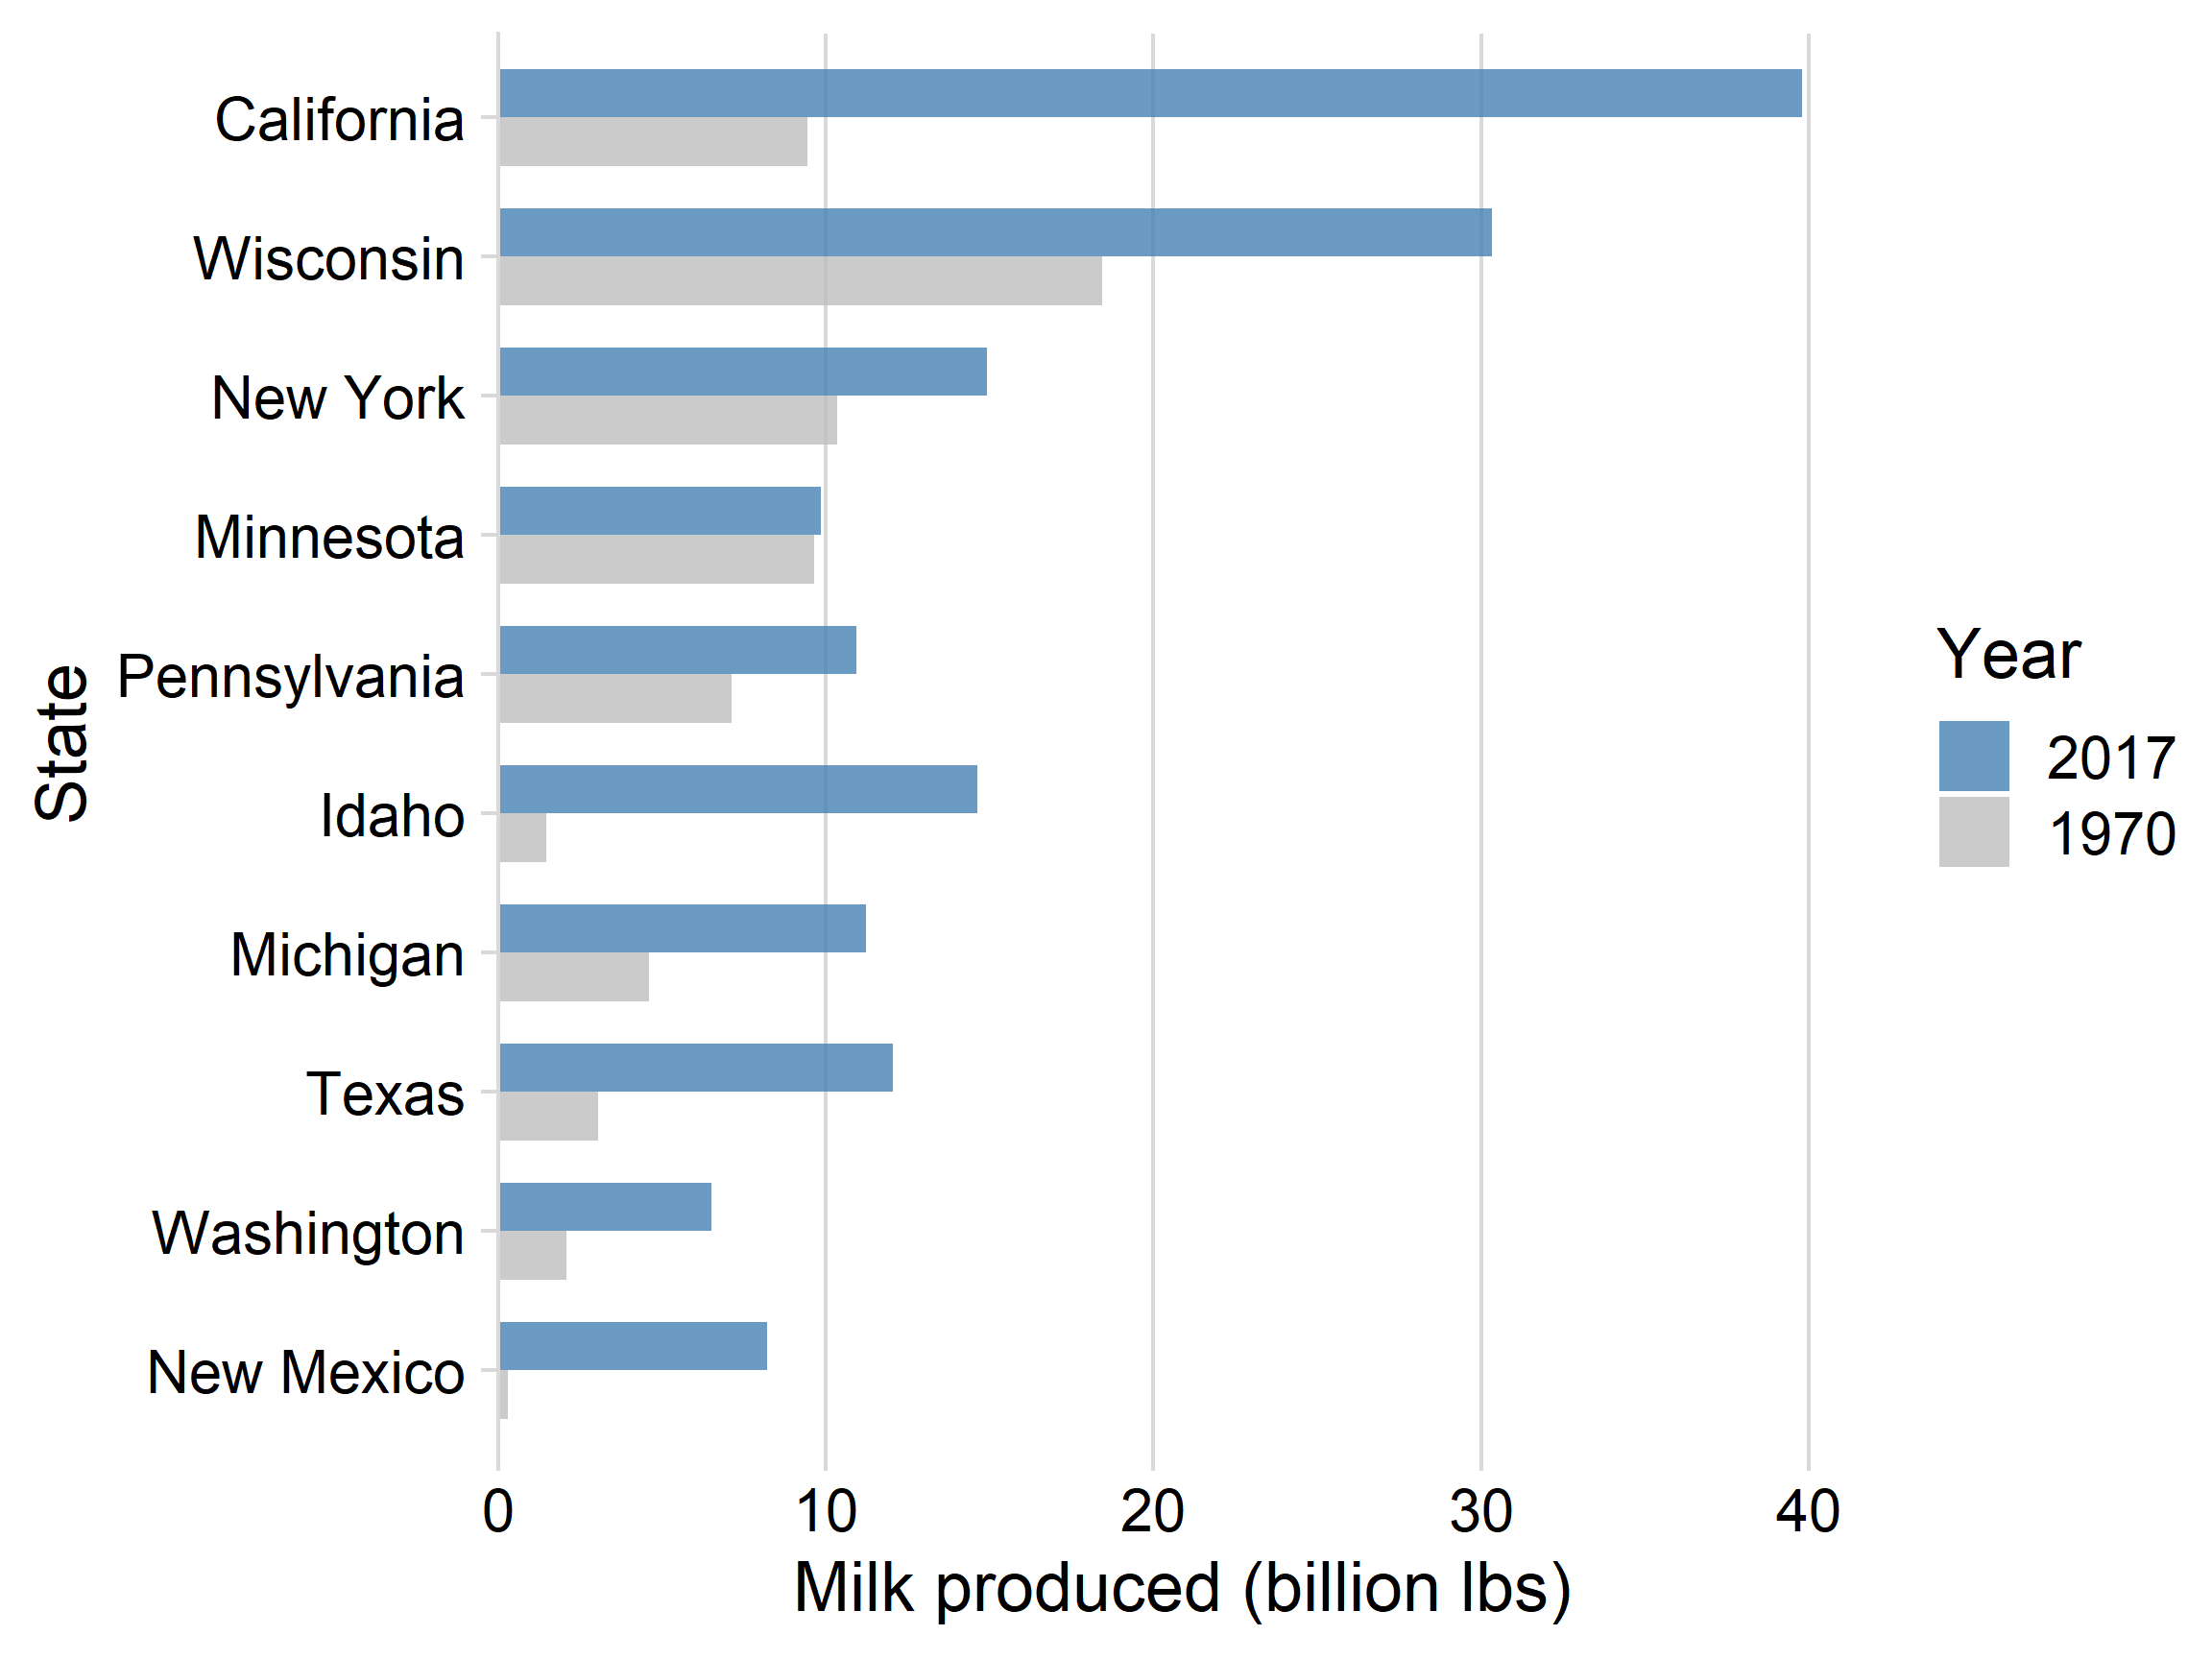 California
Wisconsin
New York
Minnesota
Pennsylvania
Idaho
Michigan
Texas
Washington
New Mexico
State
0 10 20 30 40
Milk produced (billion lbs)
Year
2017
1970